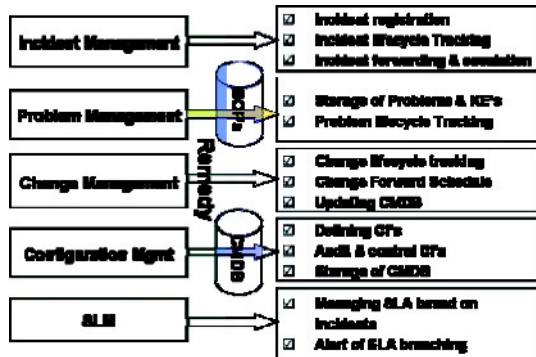 Incident Management
Incident registration
Incident lifecycle Tracking
Incident forwarding & escalation
Problem Management
Storage of Problems & KE's
Problem lifecycle Tracking
Remedy
Change Management
Change lifecycle tracking
Change Forward Schedule
Updating CMDB
Configuration Mgmt
CMDB
Defining CI's
Audit & control CI's
Storage of CMDB
SLM
Managing SLA based on
Incidents
Alert of SLA breaching